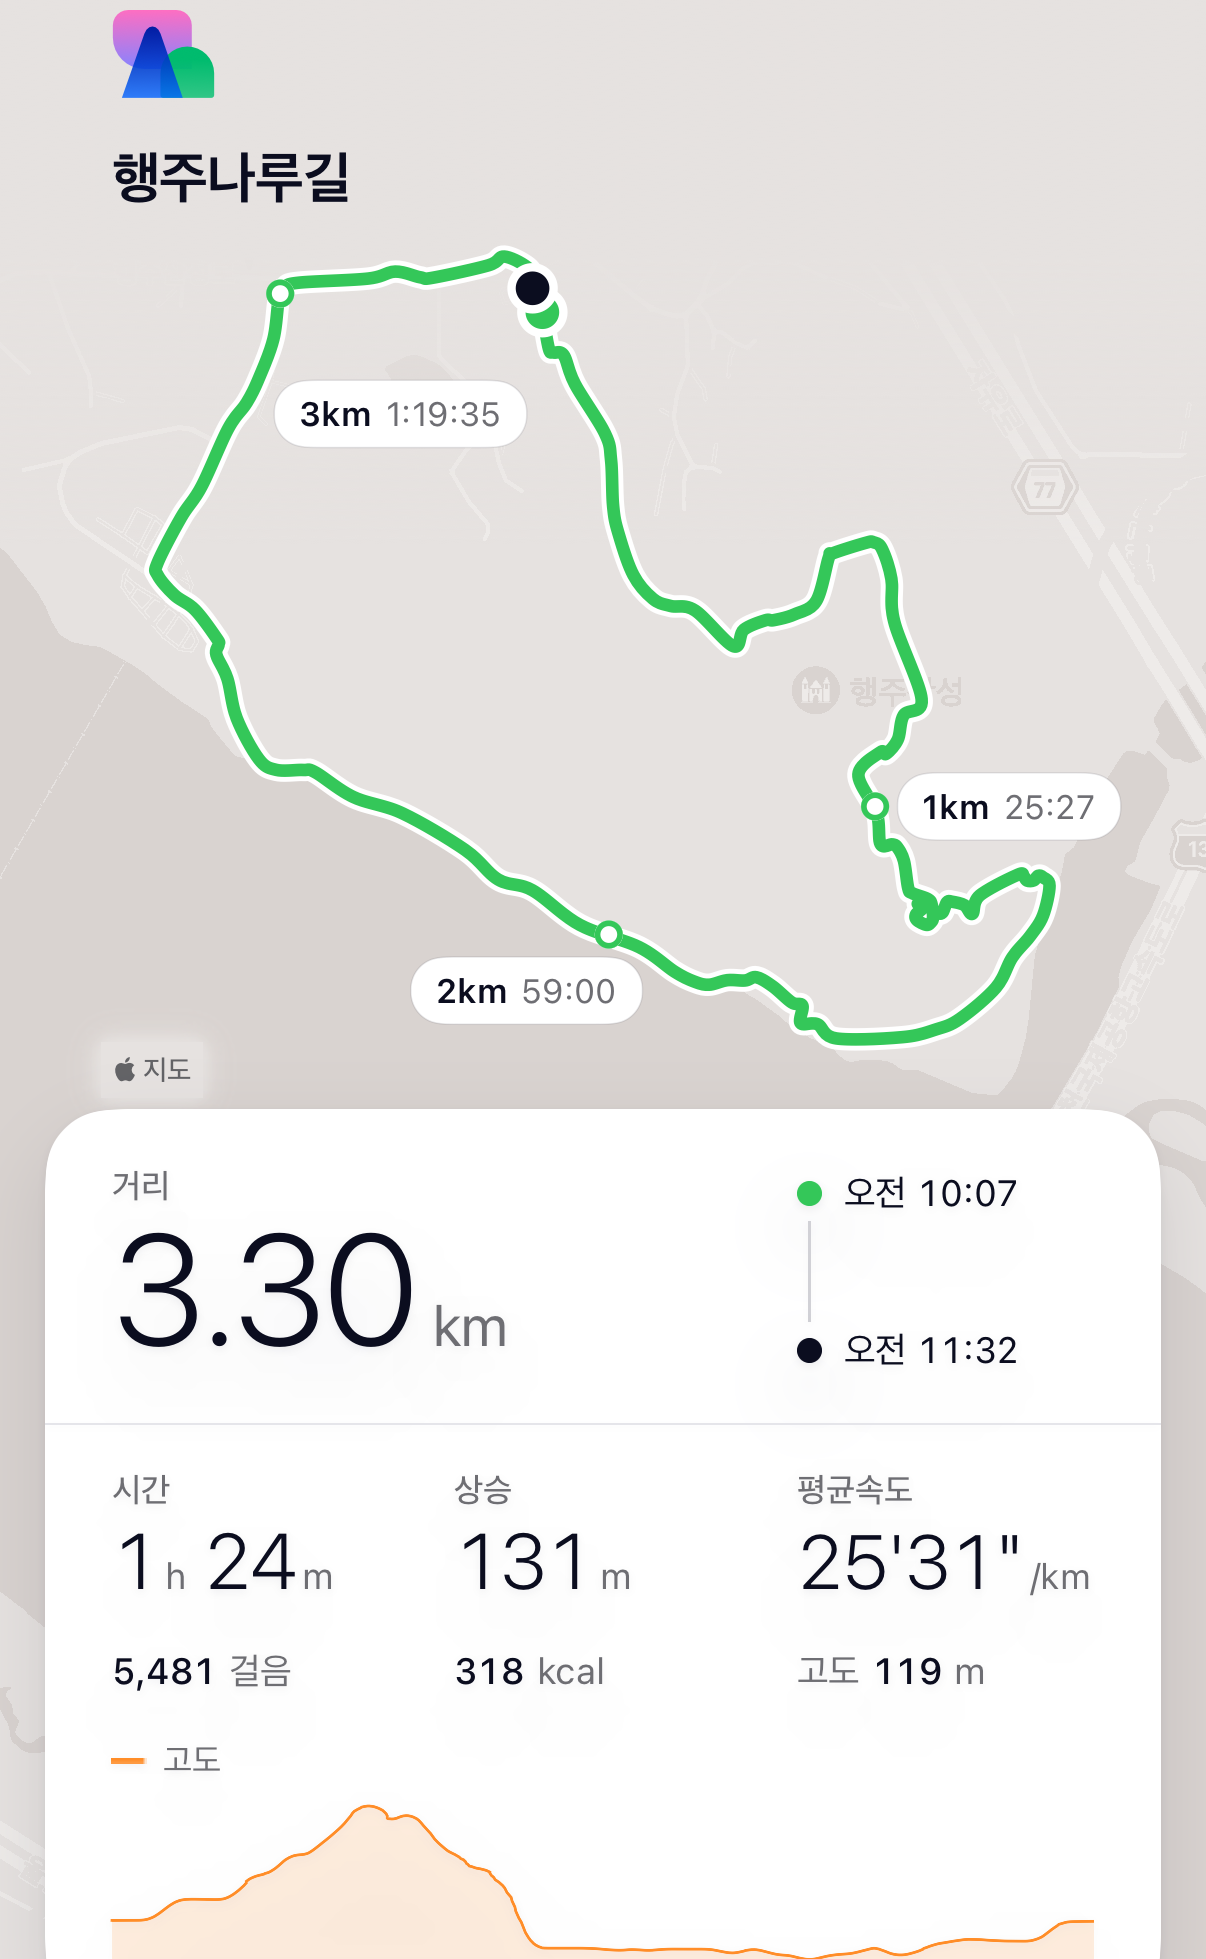 행주나루길
3km 1:19:35
77
1km 25:27
2km 59:00
지도
거리
3.30 km
오전 10:07
오전 11:32
시간
1h 24m
상승
131 m
평균속도
25'31" /km
5,481 걸음
318 kcal
고도 119 m
고도